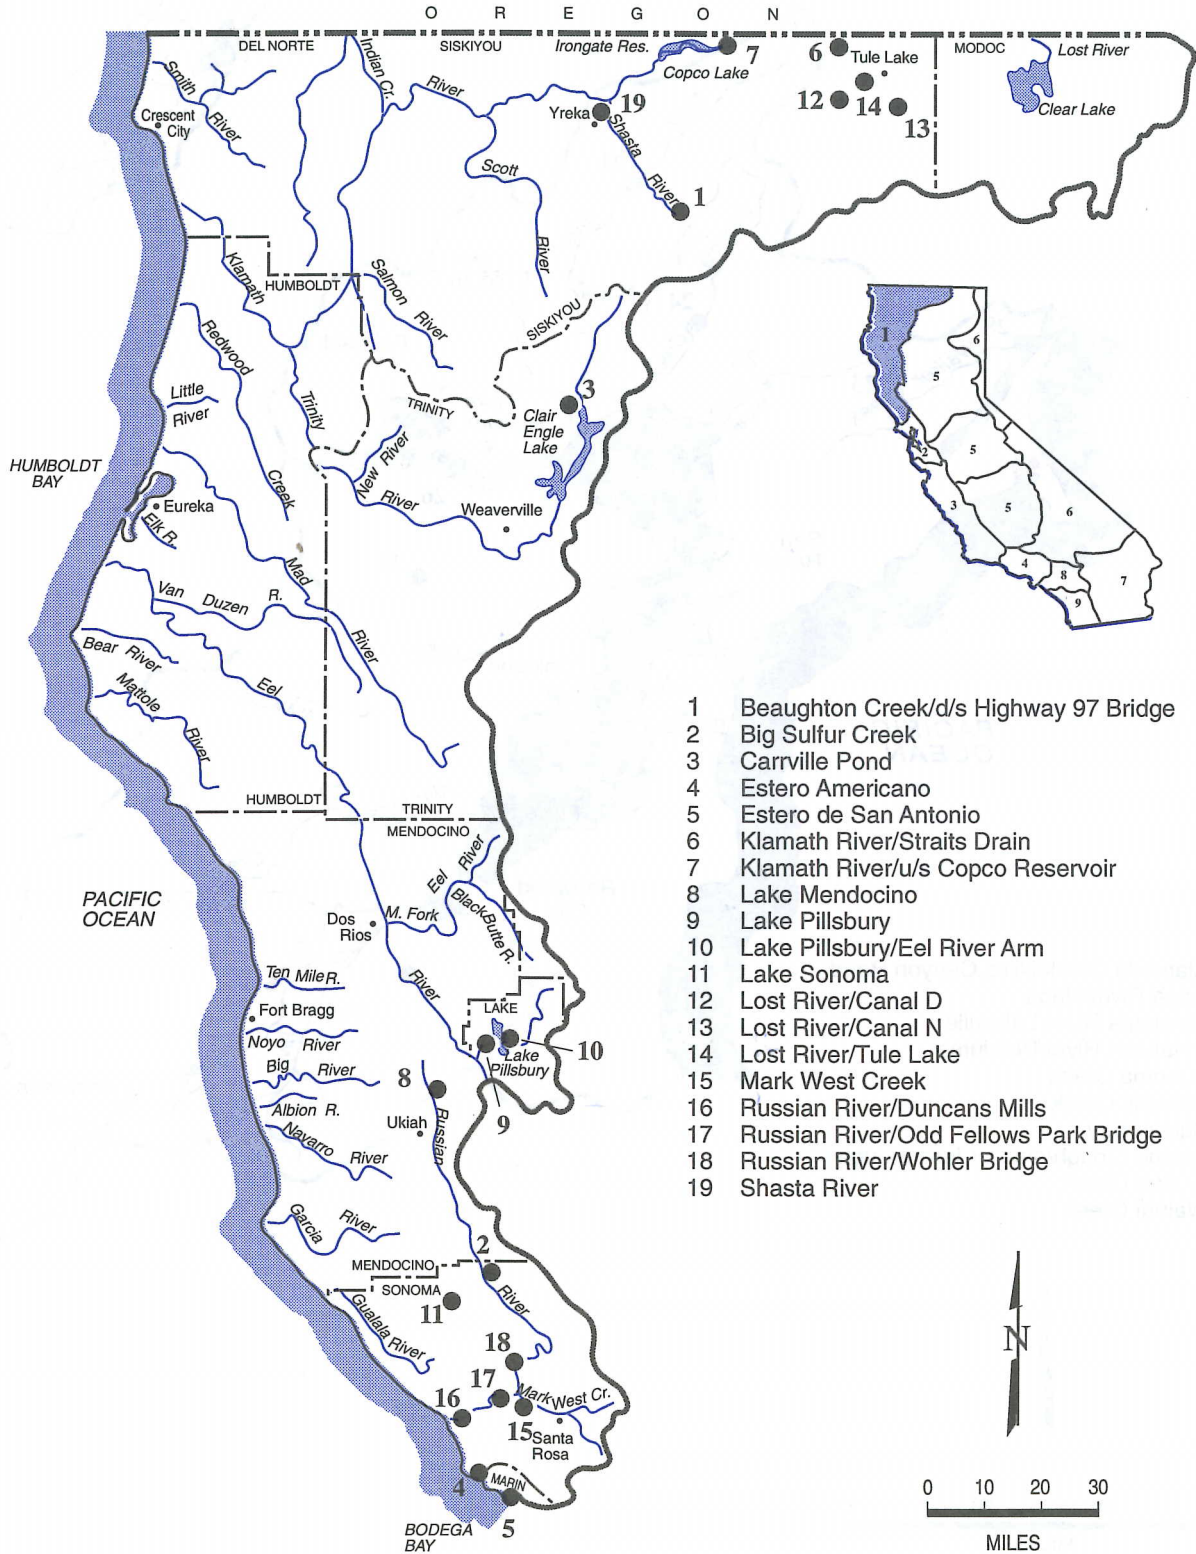 O R E G O N
DEL NORTE
SISKIYOU
Irongate Res.
7
6
MODOC
Lost River
Copco Lake
Tule Lake
Smith
River
Indian Cr.
River
12
14
13
Clear Lake
Crescent
City
Yreka
19
Shasta
River
1
Scott
River
Klamath
HUMBOLDT
Salmon
River
SISKIYOU
Redwood
Creek
Little
River
Trinity
TRINITY
3
Clair
Engle
Lake
New River
River
Weaverville
HUMBOLDT
BAY
Eureka
Elk R.
Mad
River
Van Duzen R.
Bear River
Mattole
River
Eel
1
6
5
2
5
3
5
6
4
8
7
9
HUMBOLDT
TRINITY
MENDOCINO
PACIFIC
OCEAN
Eel River
Black Butte R.
M. Fork
Dos
Rios
River
Ten Mile R.
Fort Bragg
Noyo River
LAKE
Lake
Pillsbury
10
9
Big River
8
Albion R.
Ukiah
Russian
Navarro River
Garcia River
2
MENDOCINO
SONOMA
11
River
Gualala River
18
17
Mark West Cr.
16
15
Santa
Rosa
4
MARIN
5
BODEGA
BAY
1 Beaughton Creek/d/s Highway 97 Bridge
2 Big Sulfur Creek
3 Carrville Pond
4 Estero Americano
5 Estero de San Antonio
6 Klamath River/Straits Drain
7 Klamath River/u/s Copco Reservoir
8 Lake Mendocino
9 Lake Pillsbury
10 Lake Pillsbury/Eel River Arm
11 Lake Sonoma
12 Lost River/Canal D
13 Lost River/Canal N
14 Lost River/Tule Lake
15 Mark West Creek
16 Russian River/Duncans Mills
17 Russian River/Odd Fellows Park Bridge
18 Russian River/Wohler Bridge
19 Shasta River
N
0 10 20 30
MILES